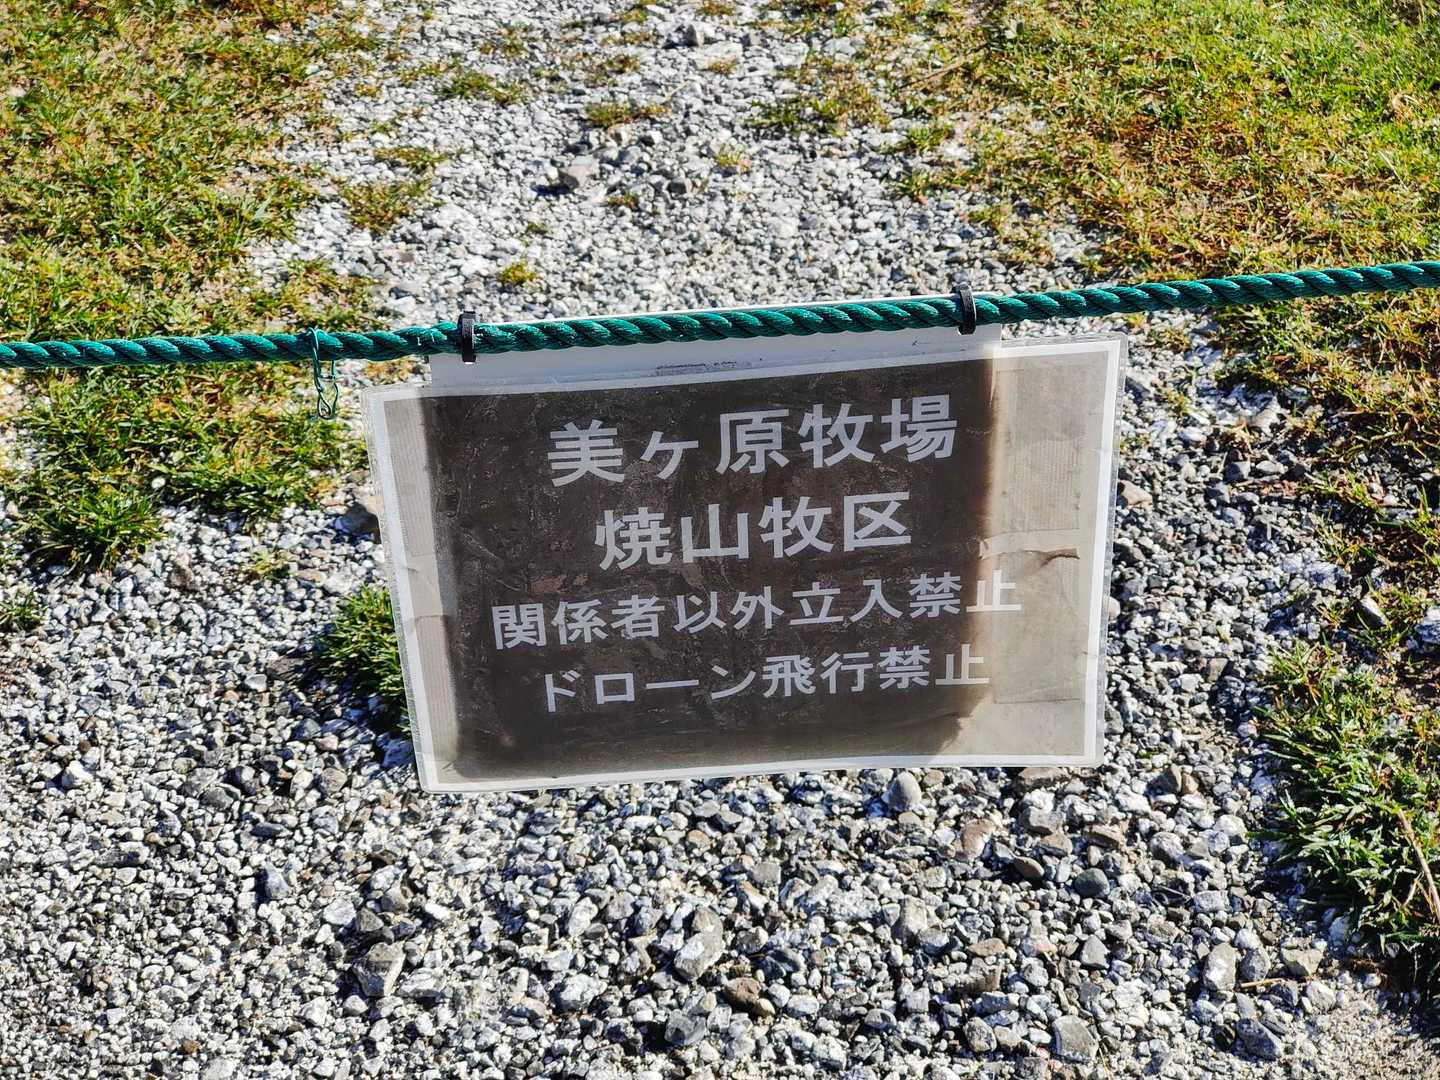 美ヶ原牧場
焼山牧区
関係者以外立入禁止
ドローン飛行禁止